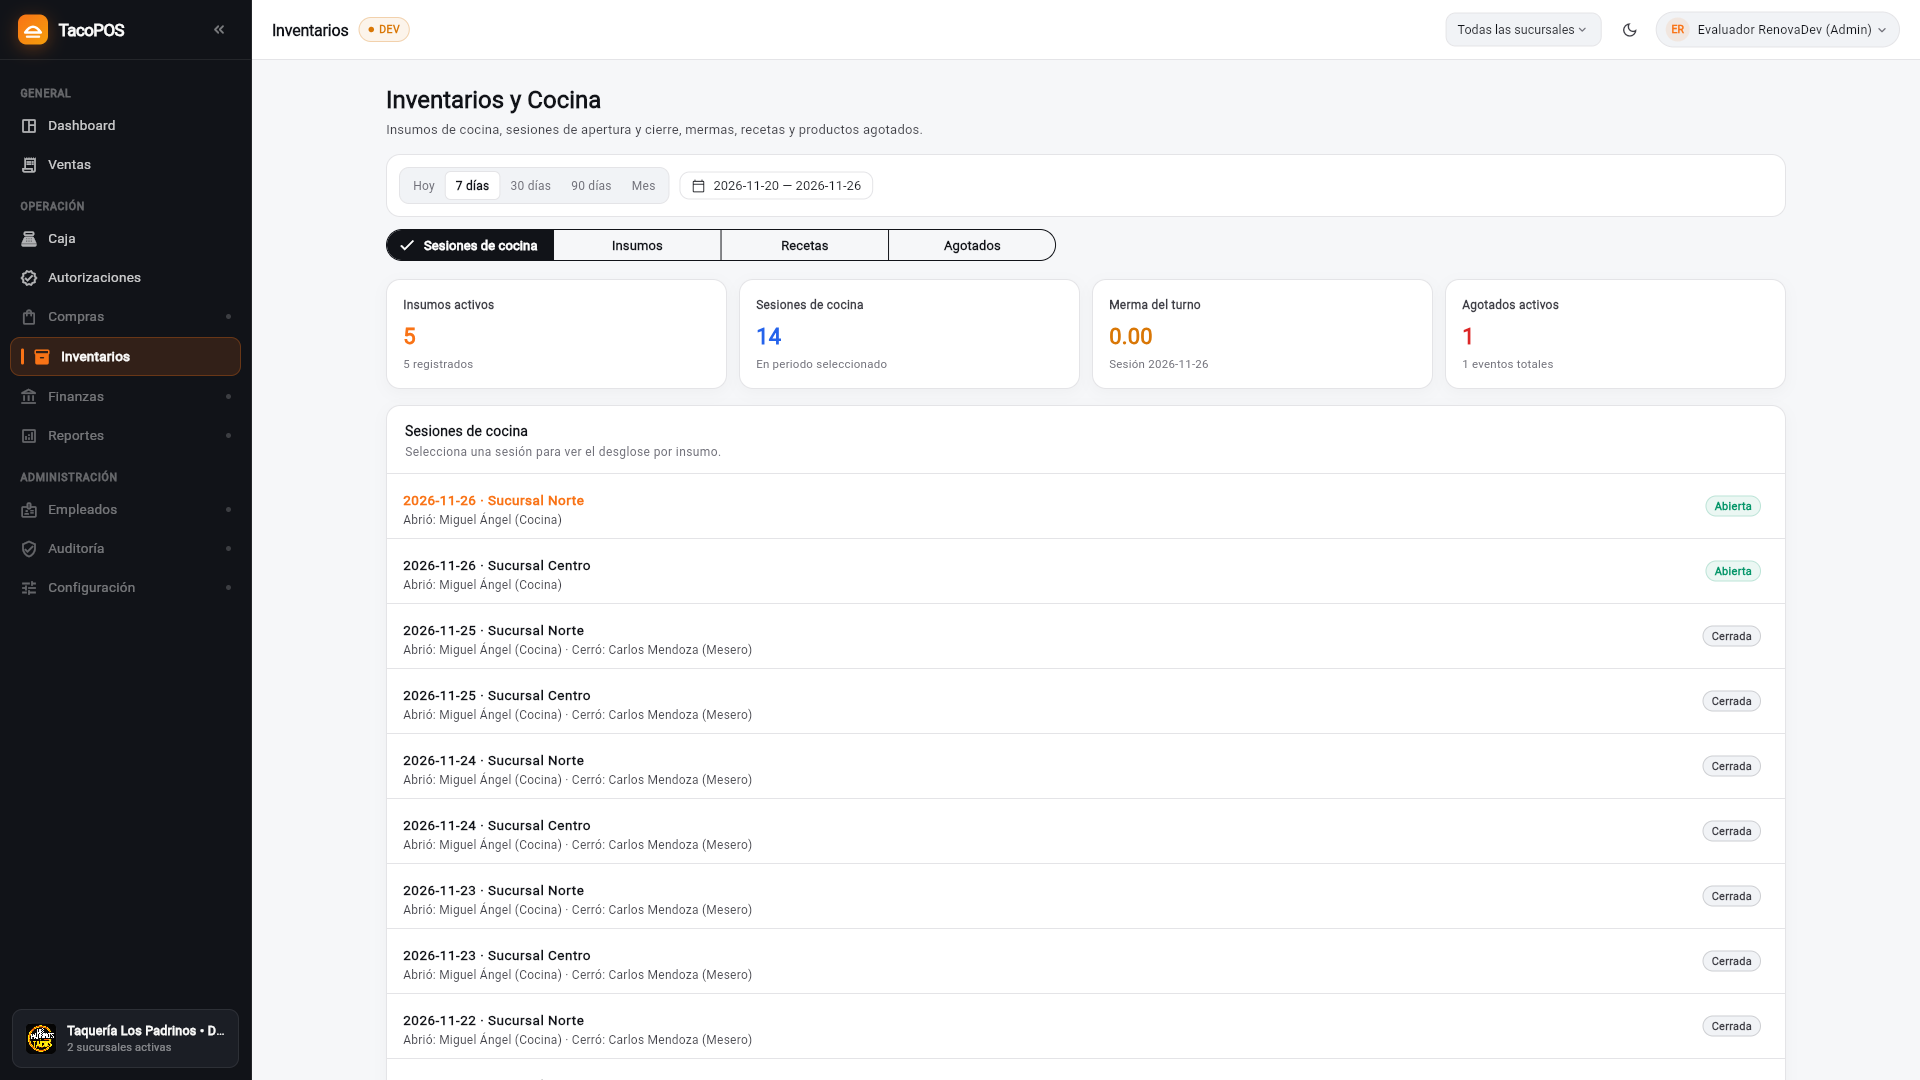 TacoPOS
GENERAL
Dashboard
Ventas
OPERACIÓN
Caja
Autorizaciones
Compras
Inventarios
Finanzas
Reportes
ADMINISTRACIÓN
Empleados
Auditoría
Configuración
Taquería Los Padrinos • D...
2 sucursales activas
Inventarios
DEV
Todas las sucursales
ER
Evaluador RenovaDev (Admin)
Inventarios y Cocina
Insumos de cocina, sesiones de apertura y cierre, mermas, recetas y productos agotados.
Hoy 7 días 30 días 90 días Mes 2026-11-20 — 2026-11-26
Sesiones de cocina Insumos Recetas Agotados
Insumos activos
5
5 registrados
Sesiones de cocina
14
En periodo seleccionado
Merma del turno
0.00
Sesión 2026-11-26
Agotados activos
1
1 eventos totales
Sesiones de cocina
Selecciona una sesión para ver el desglose por insumo.
2026-11-26 · Sucursal Norte
Abrió: Miguel Ángel (Cocina)
Abierta
2026-11-26 · Sucursal Centro
Abrió: Miguel Ángel (Cocina)
Abierta
2026-11-25 · Sucursal Norte
Abrió: Miguel Ángel (Cocina) · Cerró: Carlos Mendoza (Mesero)
Cerrada
2026-11-25 · Sucursal Centro
Abrió: Miguel Ángel (Cocina) · Cerró: Carlos Mendoza (Mesero)
Cerrada
2026-11-24 · Sucursal Norte
Abrió: Miguel Ángel (Cocina) · Cerró: Carlos Mendoza (Mesero)
Cerrada
2026-11-24 · Sucursal Centro
Abrió: Miguel Ángel (Cocina) · Cerró: Carlos Mendoza (Mesero)
Cerrada
2026-11-23 · Sucursal Norte
Abrió: Miguel Ángel (Cocina) · Cerró: Carlos Mendoza (Mesero)
Cerrada
2026-11-23 · Sucursal Centro
Abrió: Miguel Ángel (Cocina) · Cerró: Carlos Mendoza (Mesero)
Cerrada
2026-11-22 · Sucursal Norte
Abrió: Miguel Ángel (Cocina) · Cerró: Carlos Mendoza (Mesero)
Cerrada